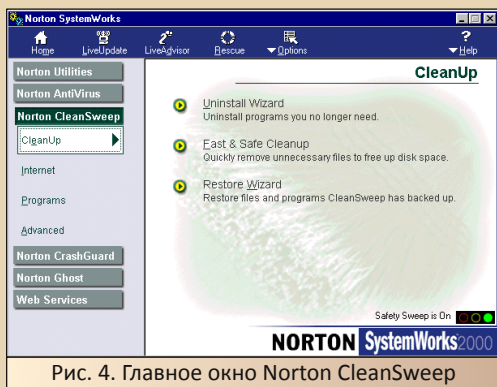 Norton SystemWorks
Home LiveUpdate LiveAdvisor Rescue Options ? Help
Norton Utilities
Norton AntiVirus
Norton CleanSweep
CleanUp
Internet
Programs
Advanced
Norton CrashGuard
Norton Ghost
Web Services
CleanUp
Uninstall Wizard
Uninstall programs you no longer need.
Fast & Safe Cleanup
Quickly remove unnecessary files to free up disk space.
Restore Wizard
Restore files and programs CleanSweep has backed up.
Safety Sweep is On
NORTON SystemWorks 2000
Рис. 4. Главное окно Norton CleanSweep